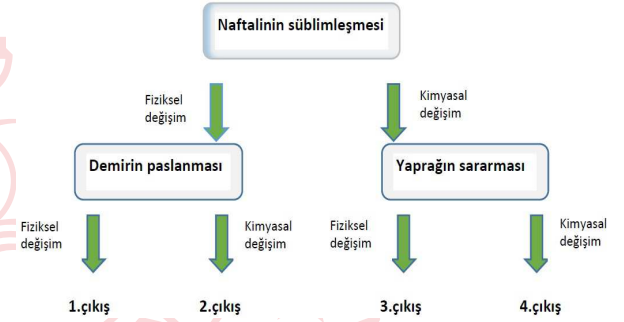 Naftalinin süblimleşmesi
Fiziksel
değişim
Kimyasal
değişim
Demirin paslanması
Yaprağın sararması
Fiziksel
değişim
Kimyasal
değişim
Fiziksel
değişim
Kimyasal
değişim
1.çıkış
2.çıkış
3.çıkış
4.çıkış